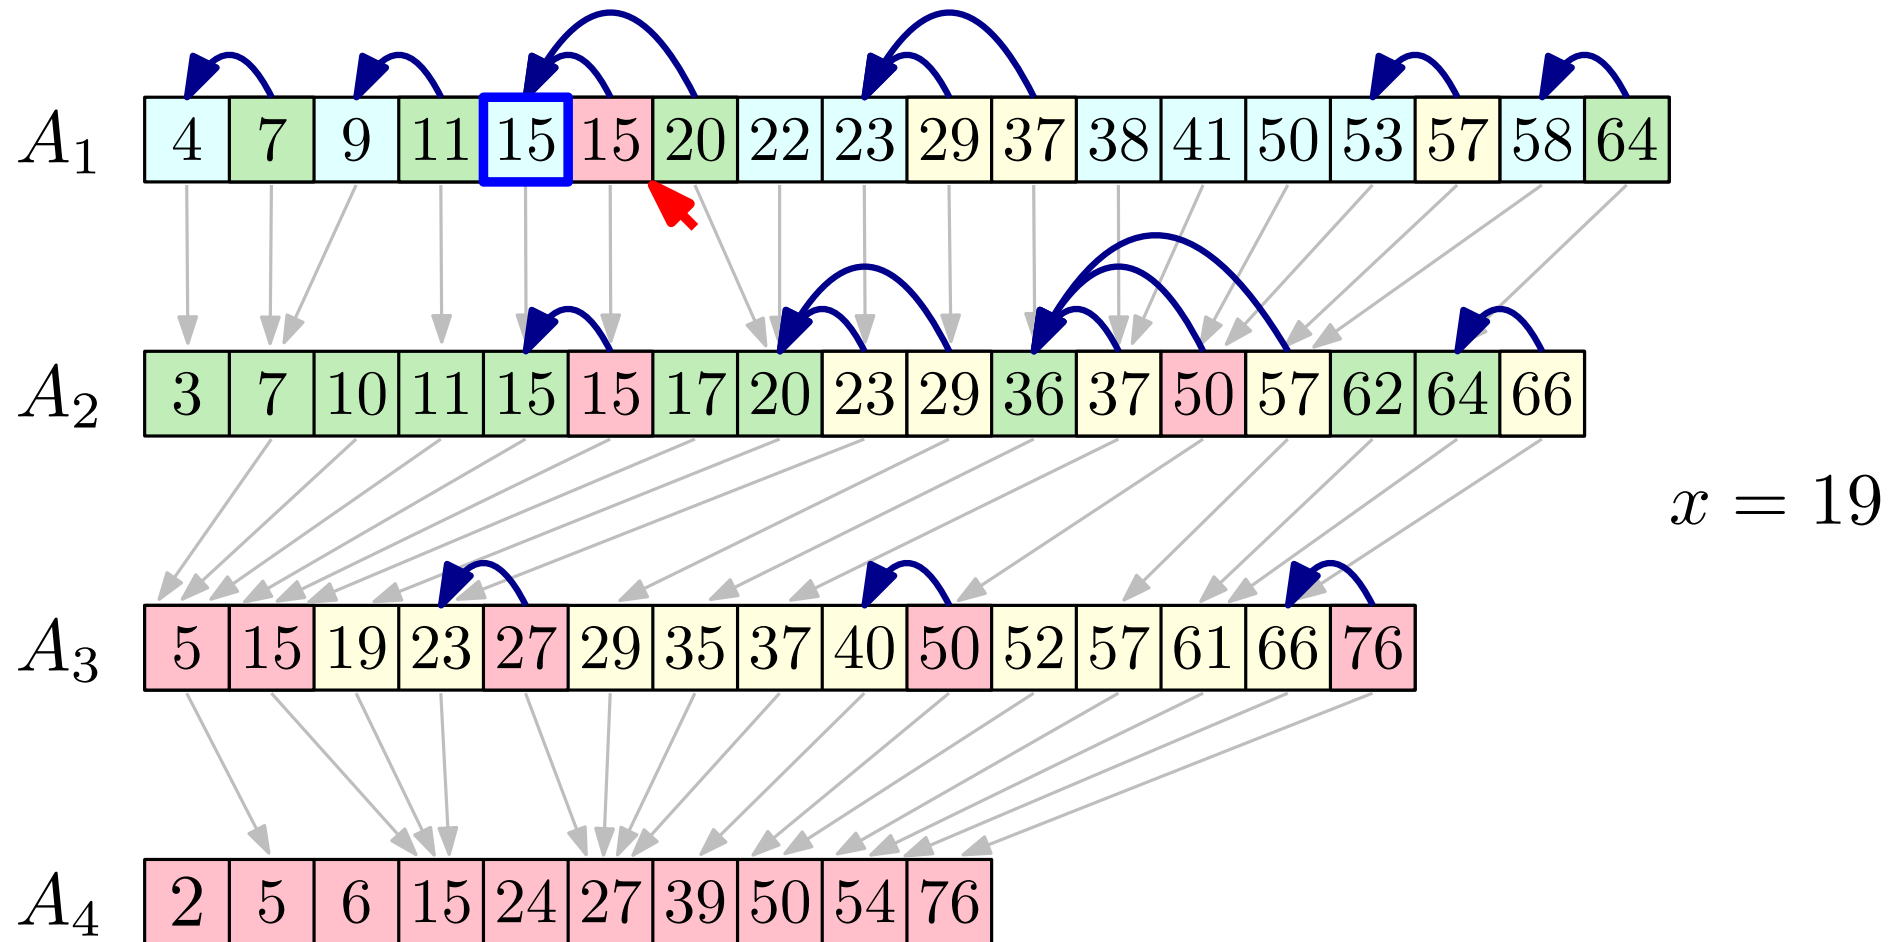 A₁ 4 7 9 11 15 15 20 22 23 29 37 38 41 50 53 57 58 64
A₂ 3 7 10 11 15 15 17 20 23 29 36 37 50 57 62 64 66
x = 19
A₃ 5 15 19 23 27 29 35 37 40 50 52 57 61 66 76
A₄ 2 5 6 15 24 27 39 50 54 76